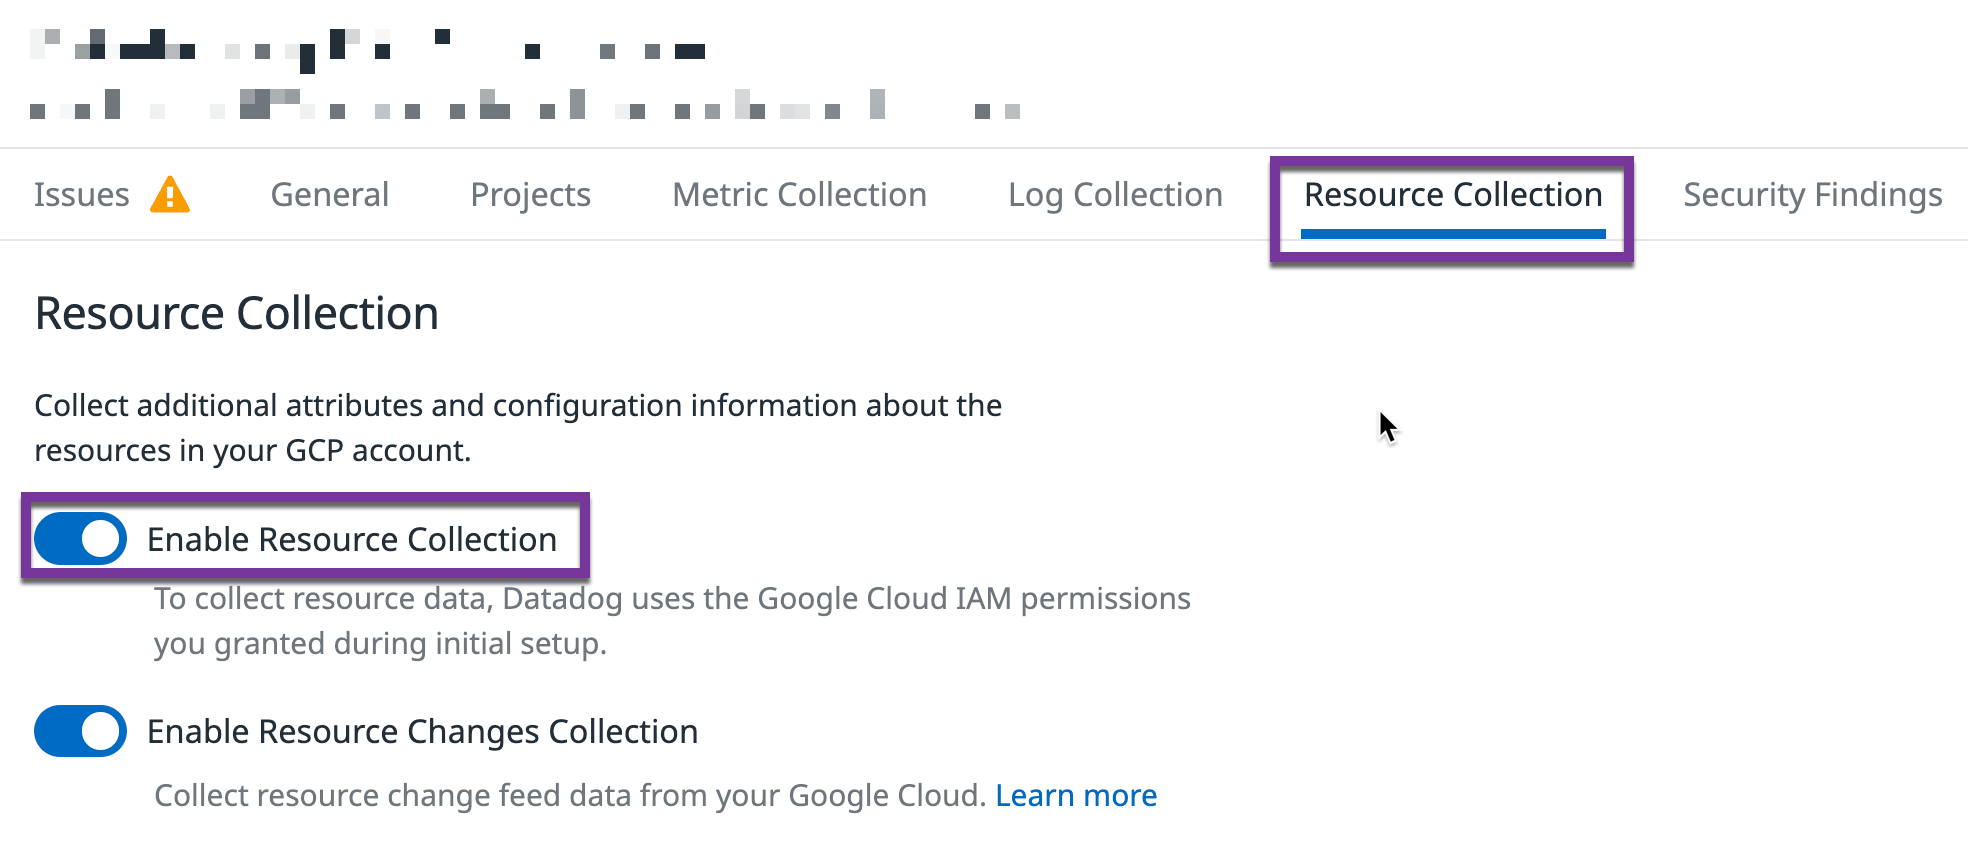 Issues General Projects Metric Collection Log Collection Resource Collection Security Findings
Resource Collection
Collect additional attributes and configuration information about the
resources in your GCP account.
Enable Resource Collection
To collect resource data, Datadog uses the Google Cloud IAM permissions
you granted during initial setup.
Enable Resource Changes Collection
Collect resource change feed data from your Google Cloud. Learn more